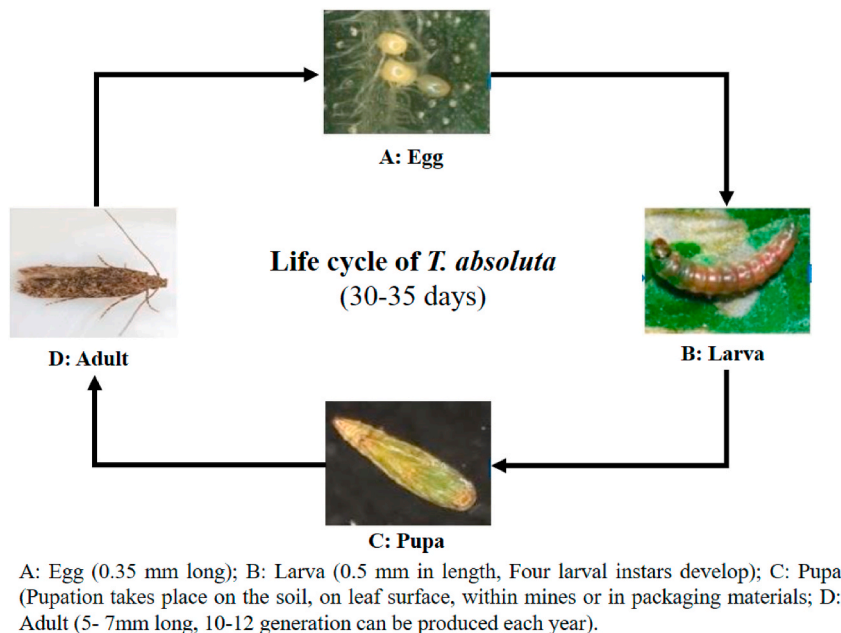 A: Egg
Life cycle of T. absoluta
(30-35 days)
D: Adult
B: Larva
C: Pupa
A: Egg (0.35 mm long); B: Larva (0.5 mm in length, Four larval instars develop); C: Pupa
(Pupation takes place on the soil, on leaf surface, within mines or in packaging materials; D:
Adult (5- 7mm long, 10-12 generation can be produced each year).